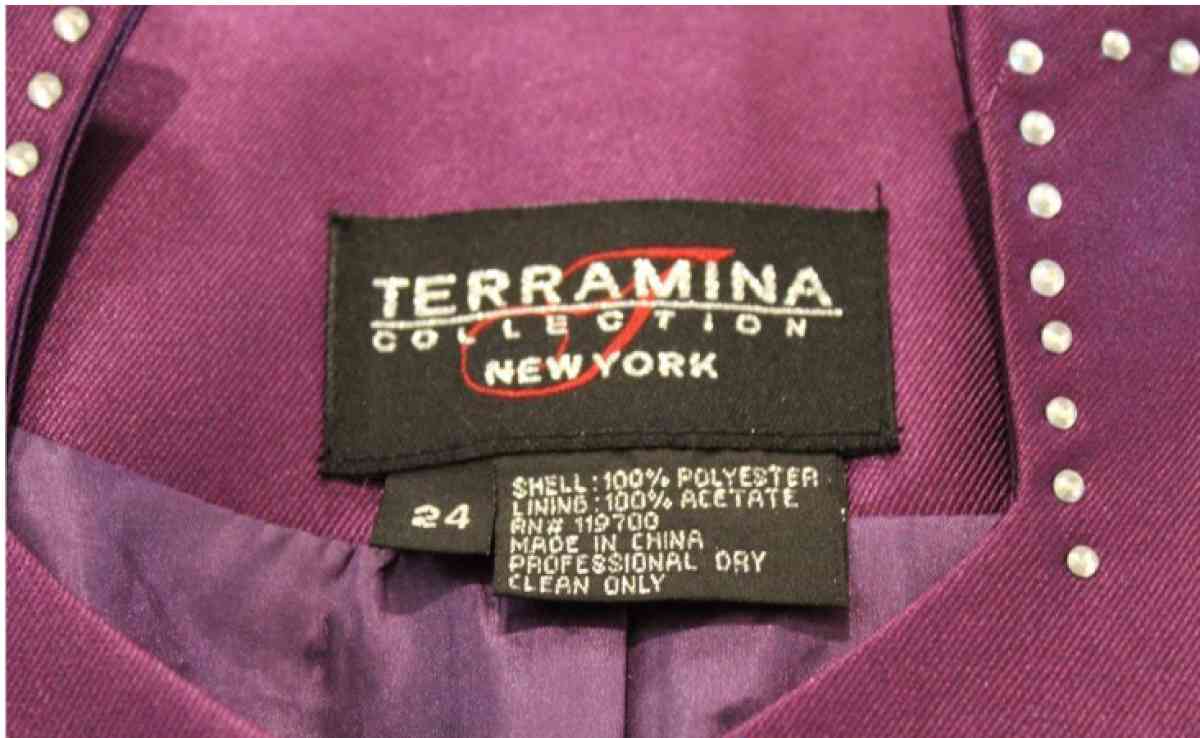 TERRAMINA
COLLECTION
NEW YORK
24
SHELL: 100% POLYESTER
LINING: 100% ACETATE
RN# 119700
MADE IN CHINA
PROFESSIONAL DRY
CLEAN ONLY